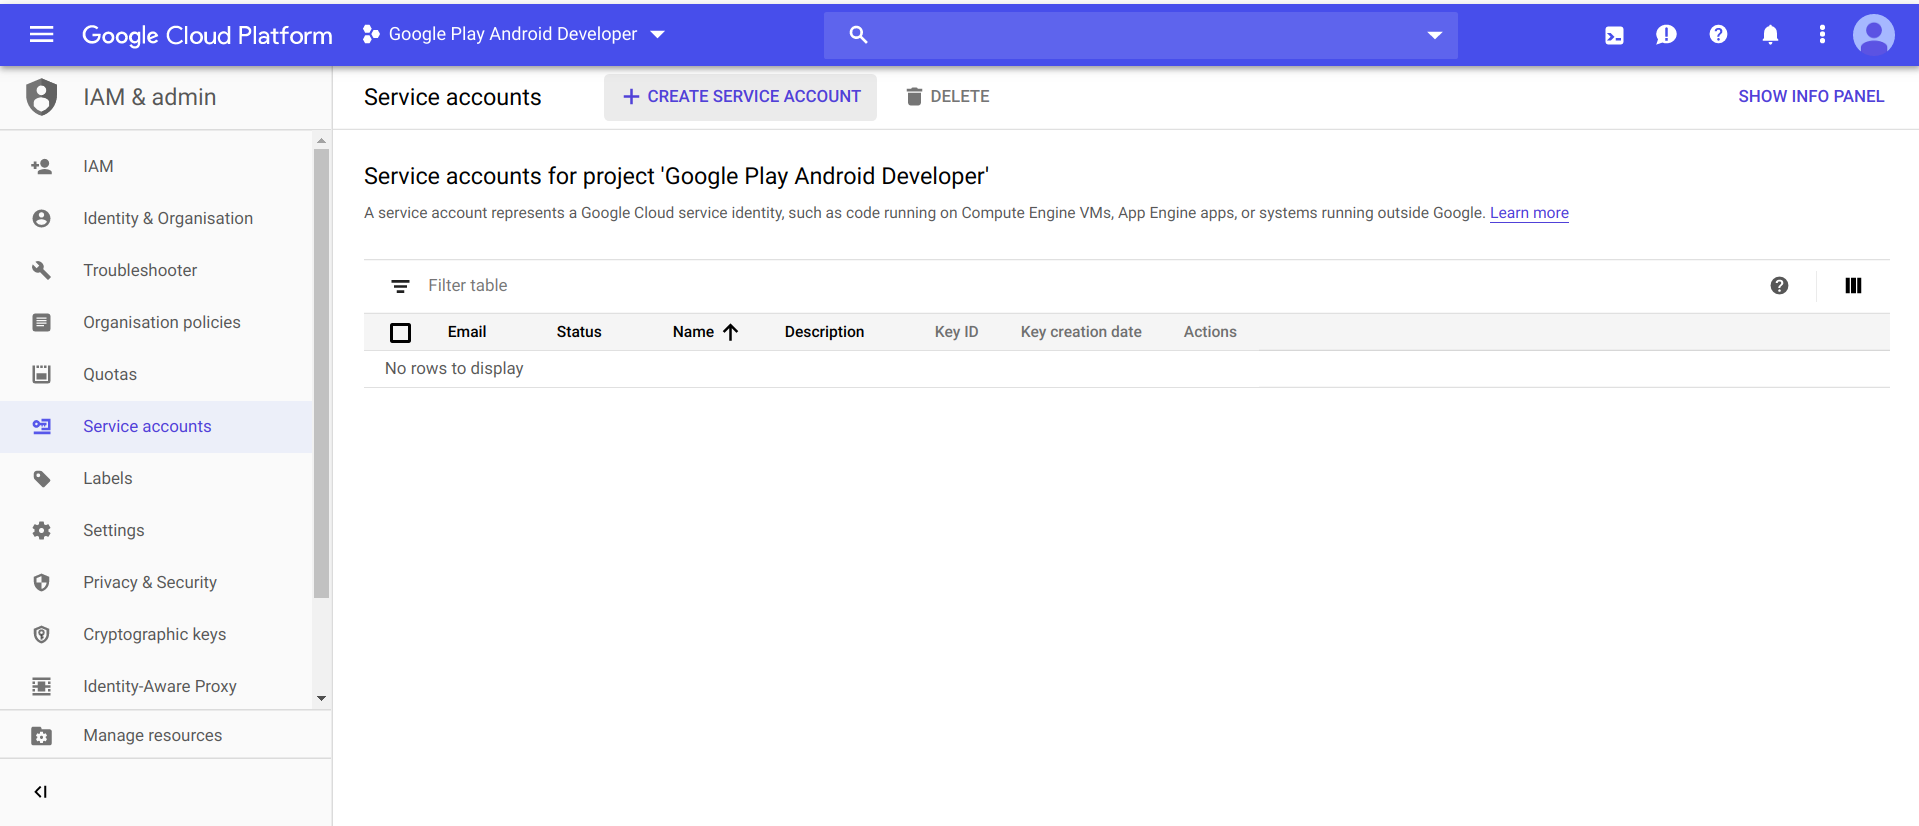 Google Cloud Platform
Google Play Android Developer
IAM & admin
Service accounts
CREATE SERVICE ACCOUNT
DELETE
SHOW INFO PANEL
IAM
Identity & Organisation
Troubleshooter
Organisation policies
Quotas
Service accounts
Labels
Settings
Privacy & Security
Cryptographic keys
Identity-Aware Proxy
Manage resources
Service accounts for project 'Google Play Android Developer'
A service account represents a Google Cloud service identity, such as code running on Compute Engine VMs, App Engine apps, or systems running outside Google. Learn more
Filter table
Email Status Name Description Key ID Key creation date Actions
No rows to display